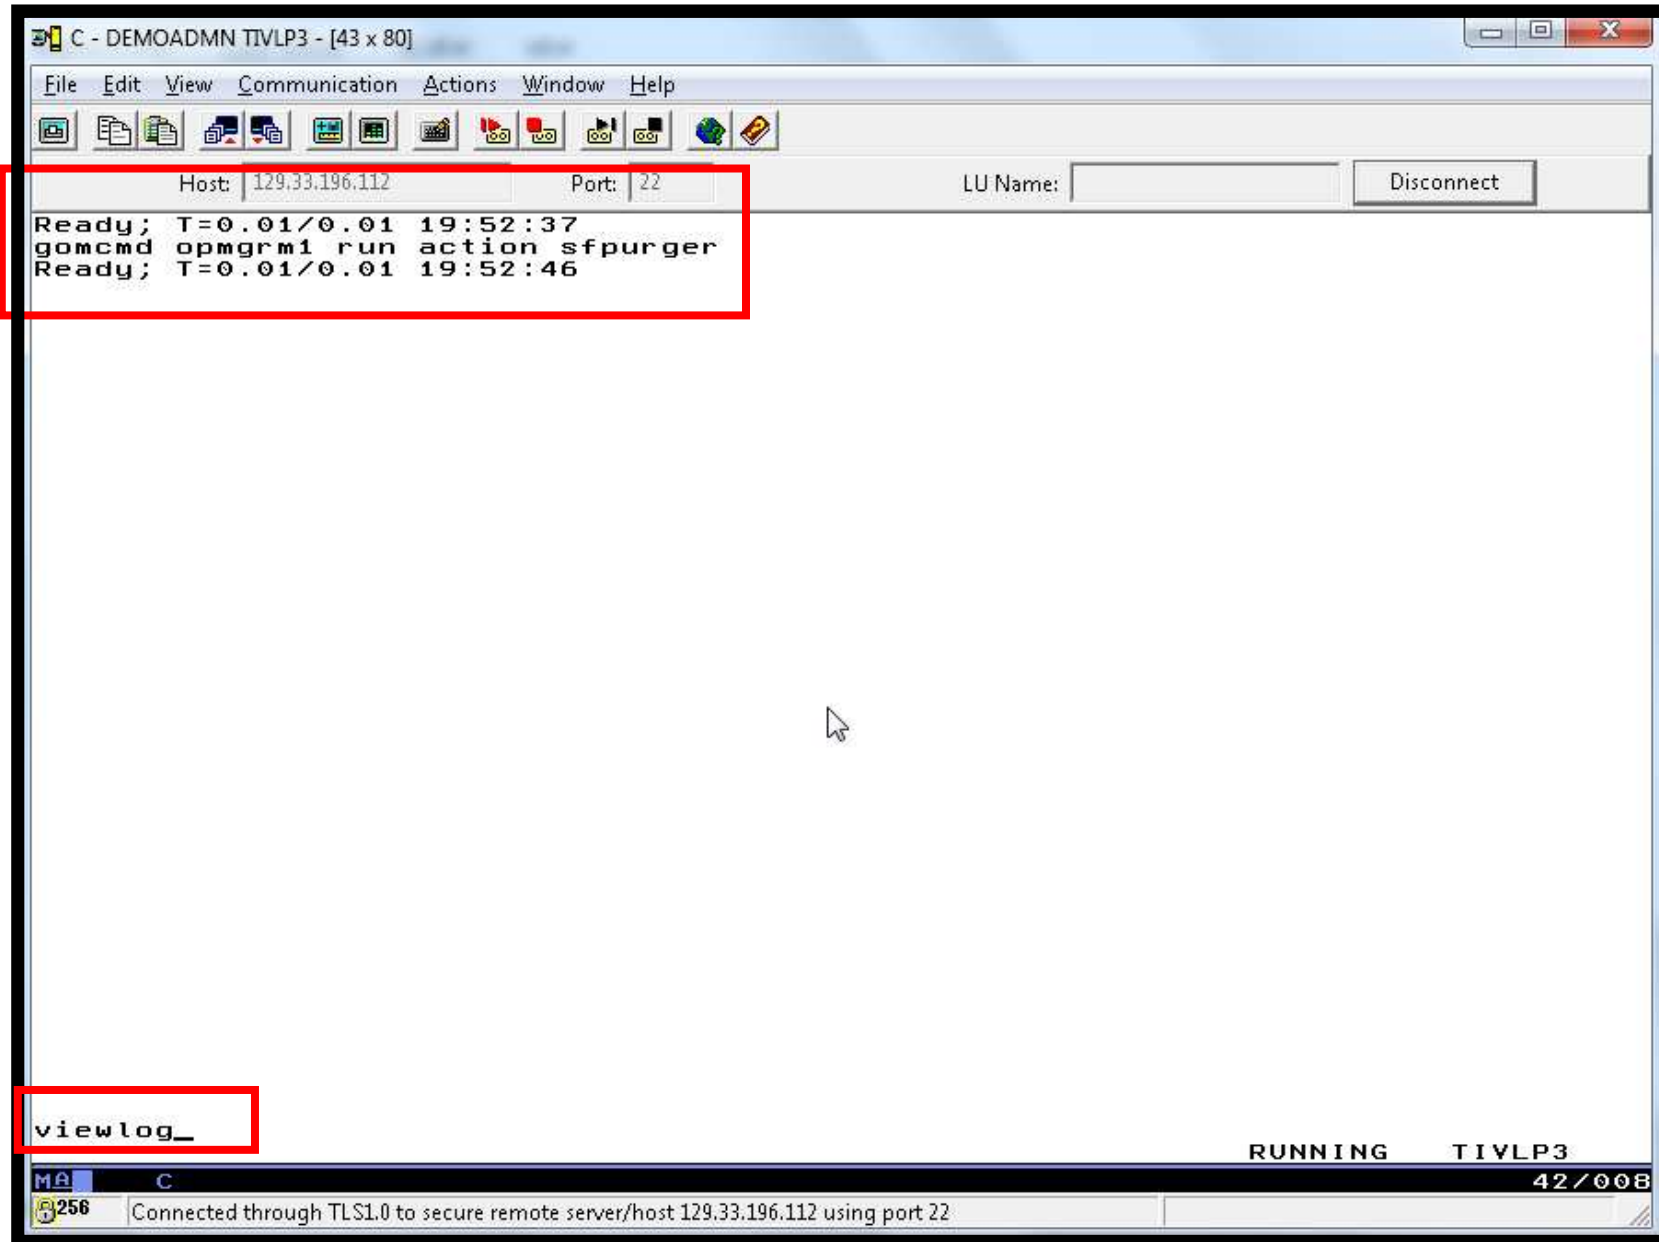 C - DEMOADMN TIVLP3 - [43 x 80]
File Edit View Communication Actions Window Help
Host: 129.33.196.112 Port: 22 LU Name: Disconnect
Ready; T=0.01/0.01 19:52:37
gomcmd opmgrm1 run action sfpurger
Ready; T=0.01/0.01 19:52:46
viewlog_
RUNNING TIVLP3
MA C 42/008
256 Connected through TLS1.0 to secure remote server/host 129.33.196.112 using port 22